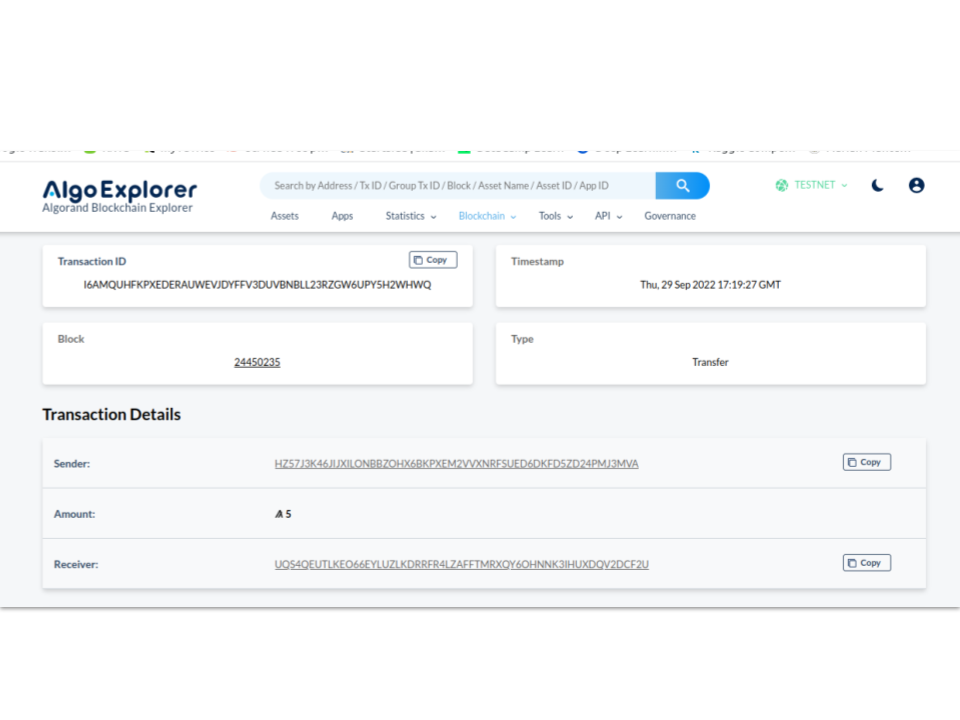 AlgoExplorer
Algorand Blockchain Explorer
Search by Address / Tx ID / Group Tx ID / Block / Asset Name / Asset ID / App ID
TESTNET
Assets Apps Statistics Blockchain Tools API Governance
Transaction ID
Copy
I6AMQUHFKPXEDERAUWEVJDYFFV3DUVBNBLL23RZGW6UPY5H2WHWQ
Timestamp
Thu, 29 Sep 2022 17:19:27 GMT
Block
24450235
Type
Transfer
Transaction Details
Sender: HZ57J3K46JIJXILONBBZOHX6BKPXEM2VVXNRFSUED6DKFD5ZD24PMJ3MVA Copy
Amount: 5
Receiver: UQS4QEUTLKEO66EYLUZLKDRRFR4LZAFFTMRXQY6OHNNK3IHUXDQV2DCF2U Copy